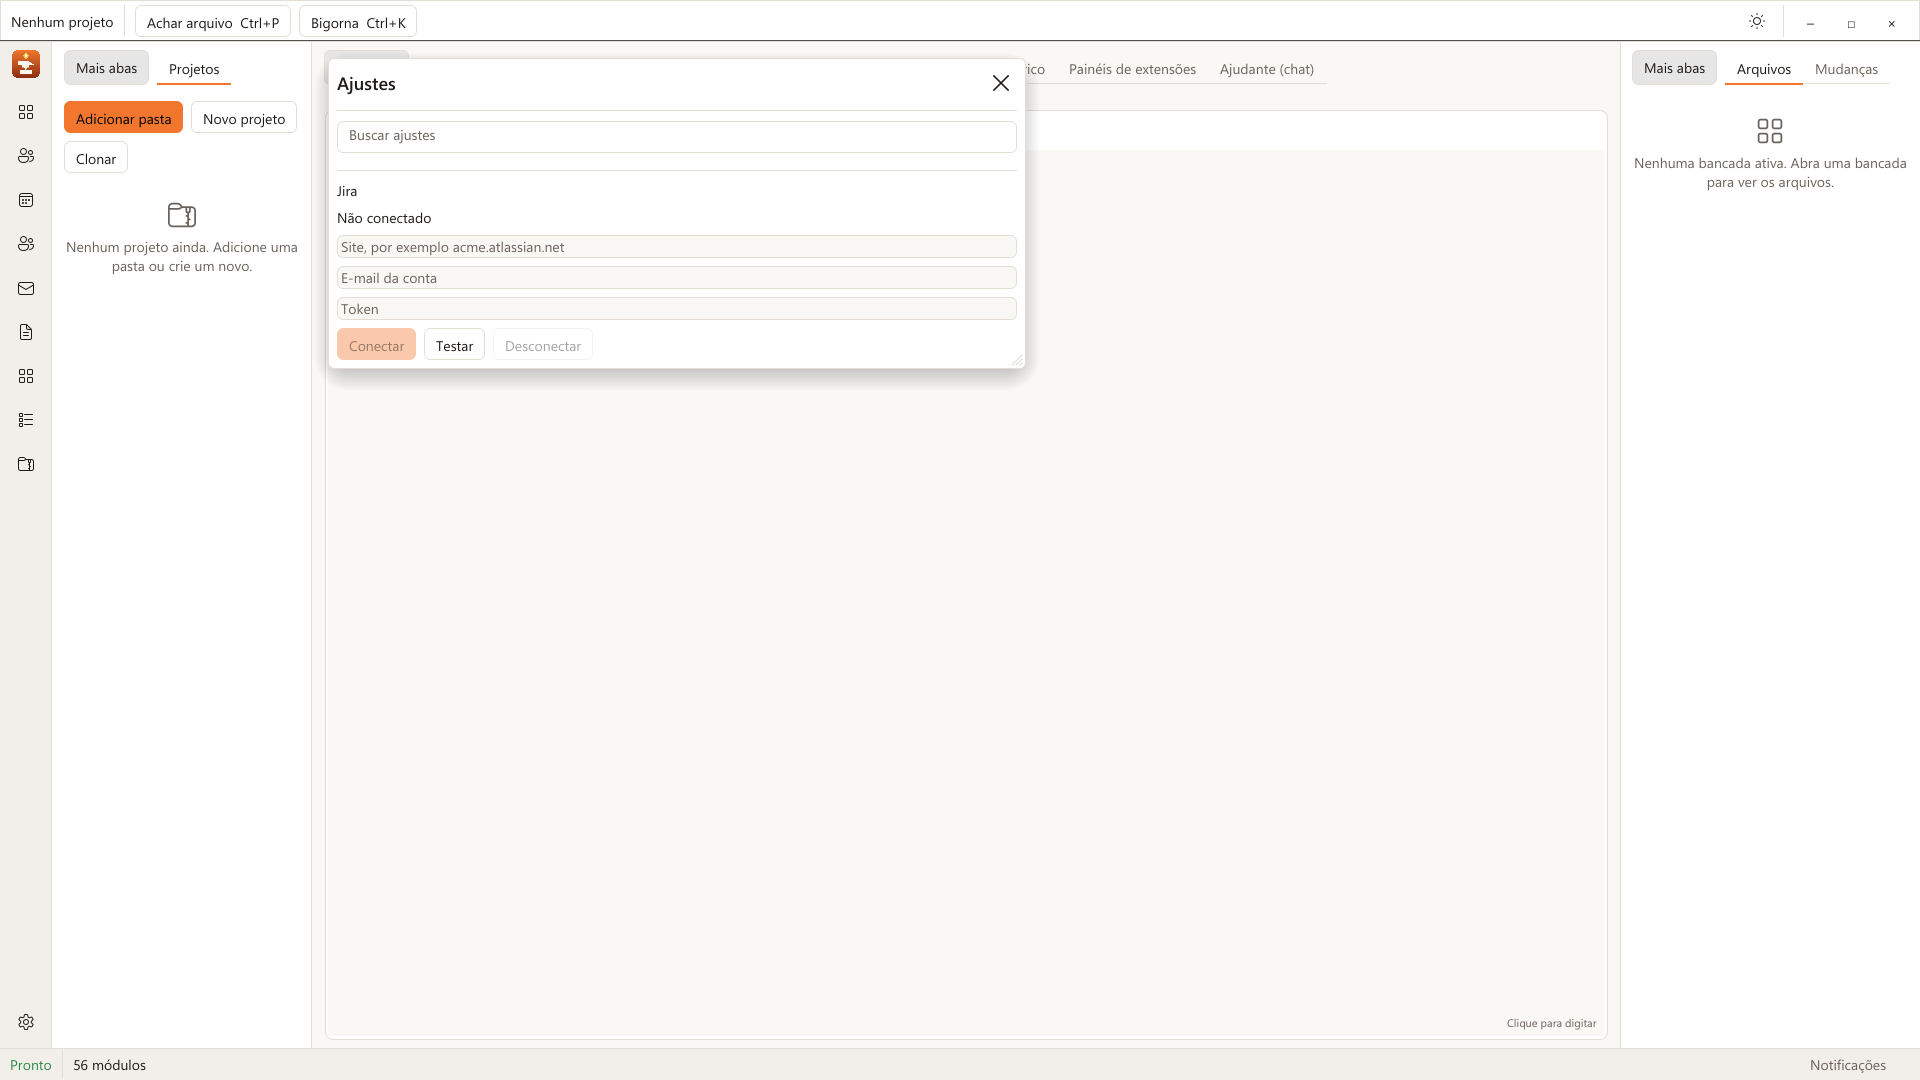 Nenhum projeto
Achar arquivo Ctrl+P
Bigorna Ctrl+K
Mais abas
Projetos
Adicionar pasta
Novo projeto
Clonar
Nenhum projeto ainda. Adicione uma
pasta ou crie um novo.
Ajustes
Buscar ajustes
Jira
Não conectado
Site, por exemplo acme.atlassian.net
E-mail da conta
Token
Conectar
Testar
Desconectar
Painéis de extensões
Ajudante (chat)
Clique para digitar
Mais abas
Arquivos
Mudanças
Nenhuma bancada ativa. Abra uma bancada
para ver os arquivos.
Pronto
56 módulos
Notificações